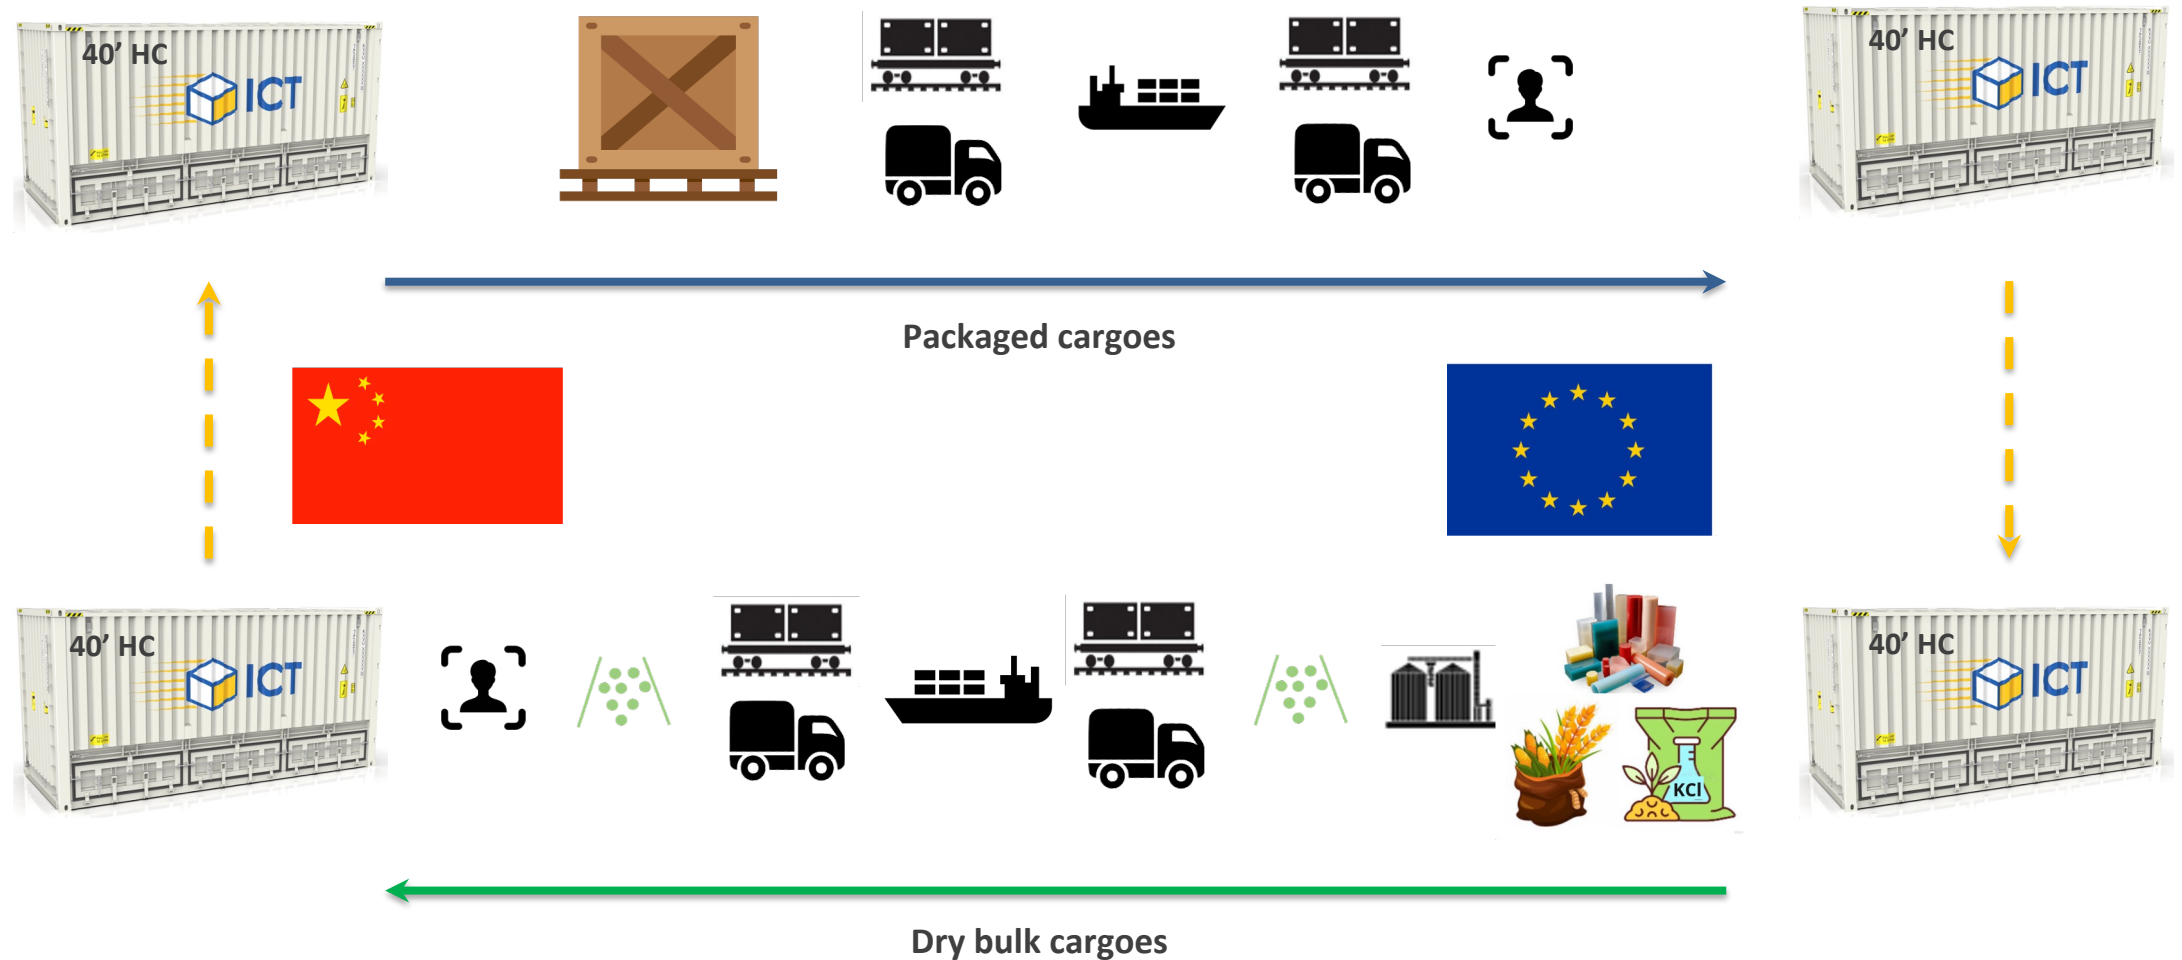 40’ HC
ICT
40’ HC
ICT
Packaged cargoes
40’ HC
ICT
KCl
40’ HC
ICT
Dry bulk cargoes